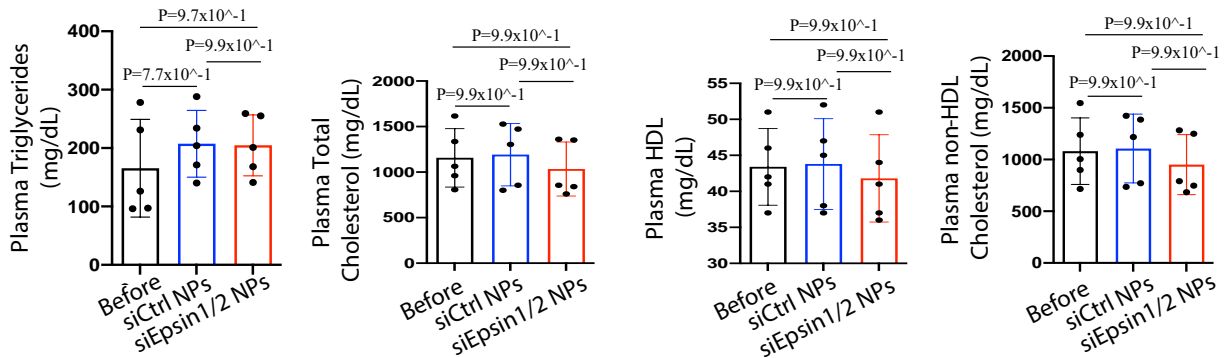 P=9.7x10^-1
P=9.9x10^-1
P=7.7x10^-1
Plasma Triglycerides
(mg/dL)
400
300
200
100
0
Before
siCtrl NPs
siEpsin1/2 NPs
P=9.9x10^-1
P=9.9x10^-1
P=9.9x10^-1
Plasma Total
Cholesterol (mg/dL)
2000
1500
1000
500
0
Before
siCtrl NPs
siEpsin1/2 NPs
P=9.9x10^-1
P=9.9x10^-1
P=9.9x10^-1
Plasma HDL
(mg/dL)
55
50
45
40
35
30
Before
siCtrl NPs
siEpsin1/2 NPs
P=9.9x10^-1
P=9.9x10^-1
P=9.9x10^-1
Plasma non-HDL
Cholesterol (mg/dL)
2000
1500
1000
500
0
Before
siCtrl NPs
siEpsin1/2 NPs